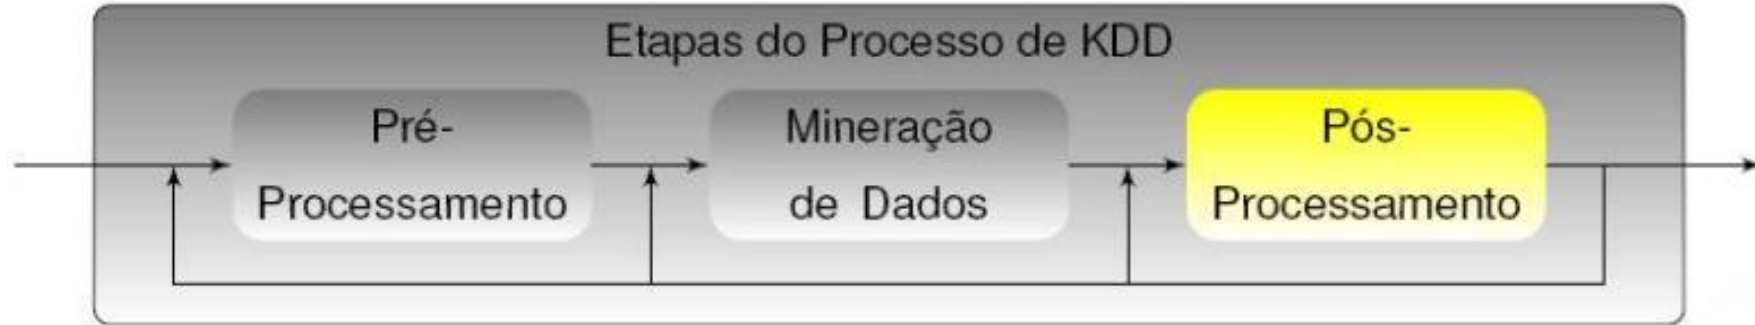 Etapas do Processo de KDD
Pré-
Processamento
Mineração
de Dados
Pós-
Processamento